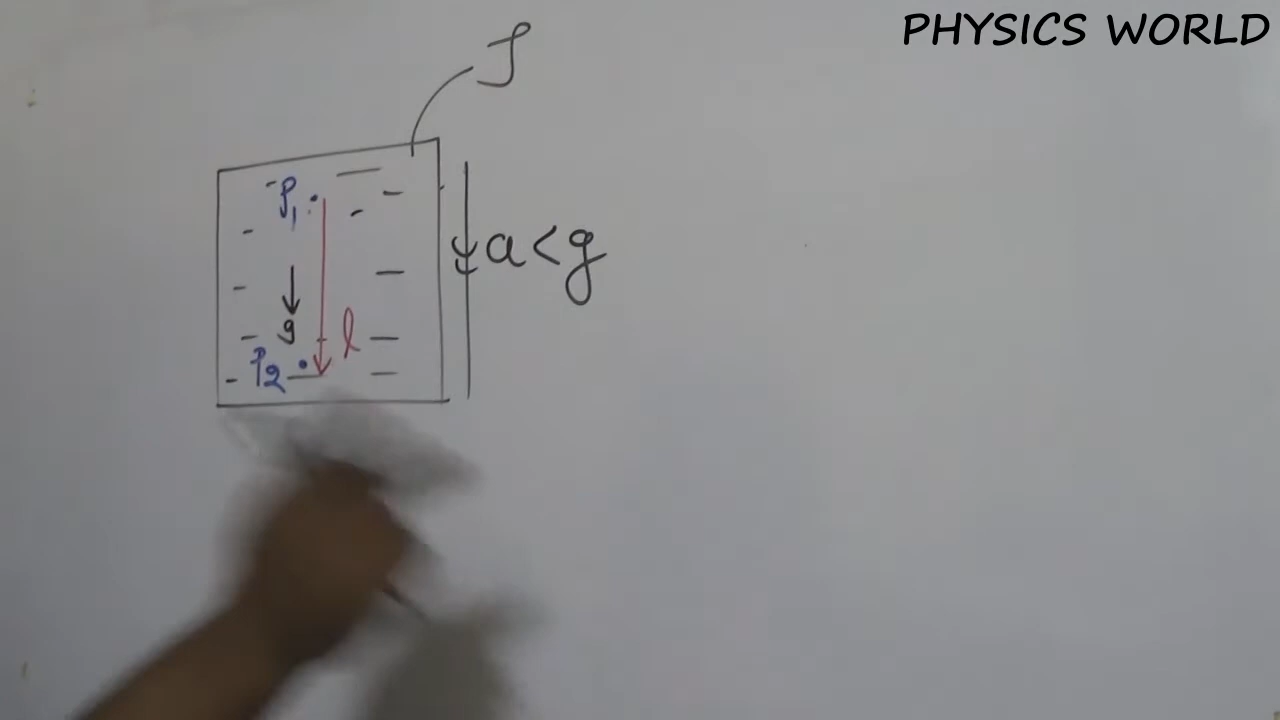 PHYSICS WORLD
ρ
P₁
a < g
g
l
P₂